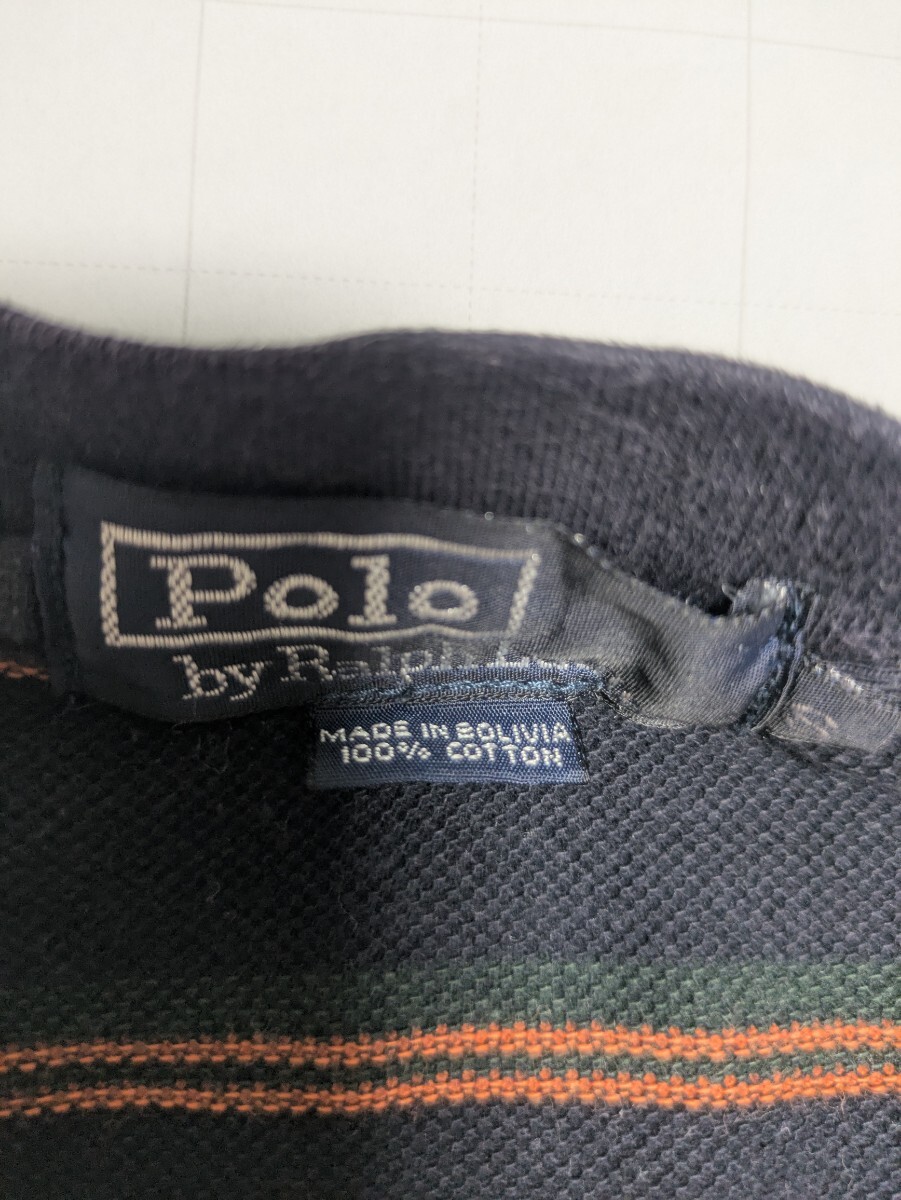 Polo
by Ralph
MADE IN BOLIVIA
100% COTTON